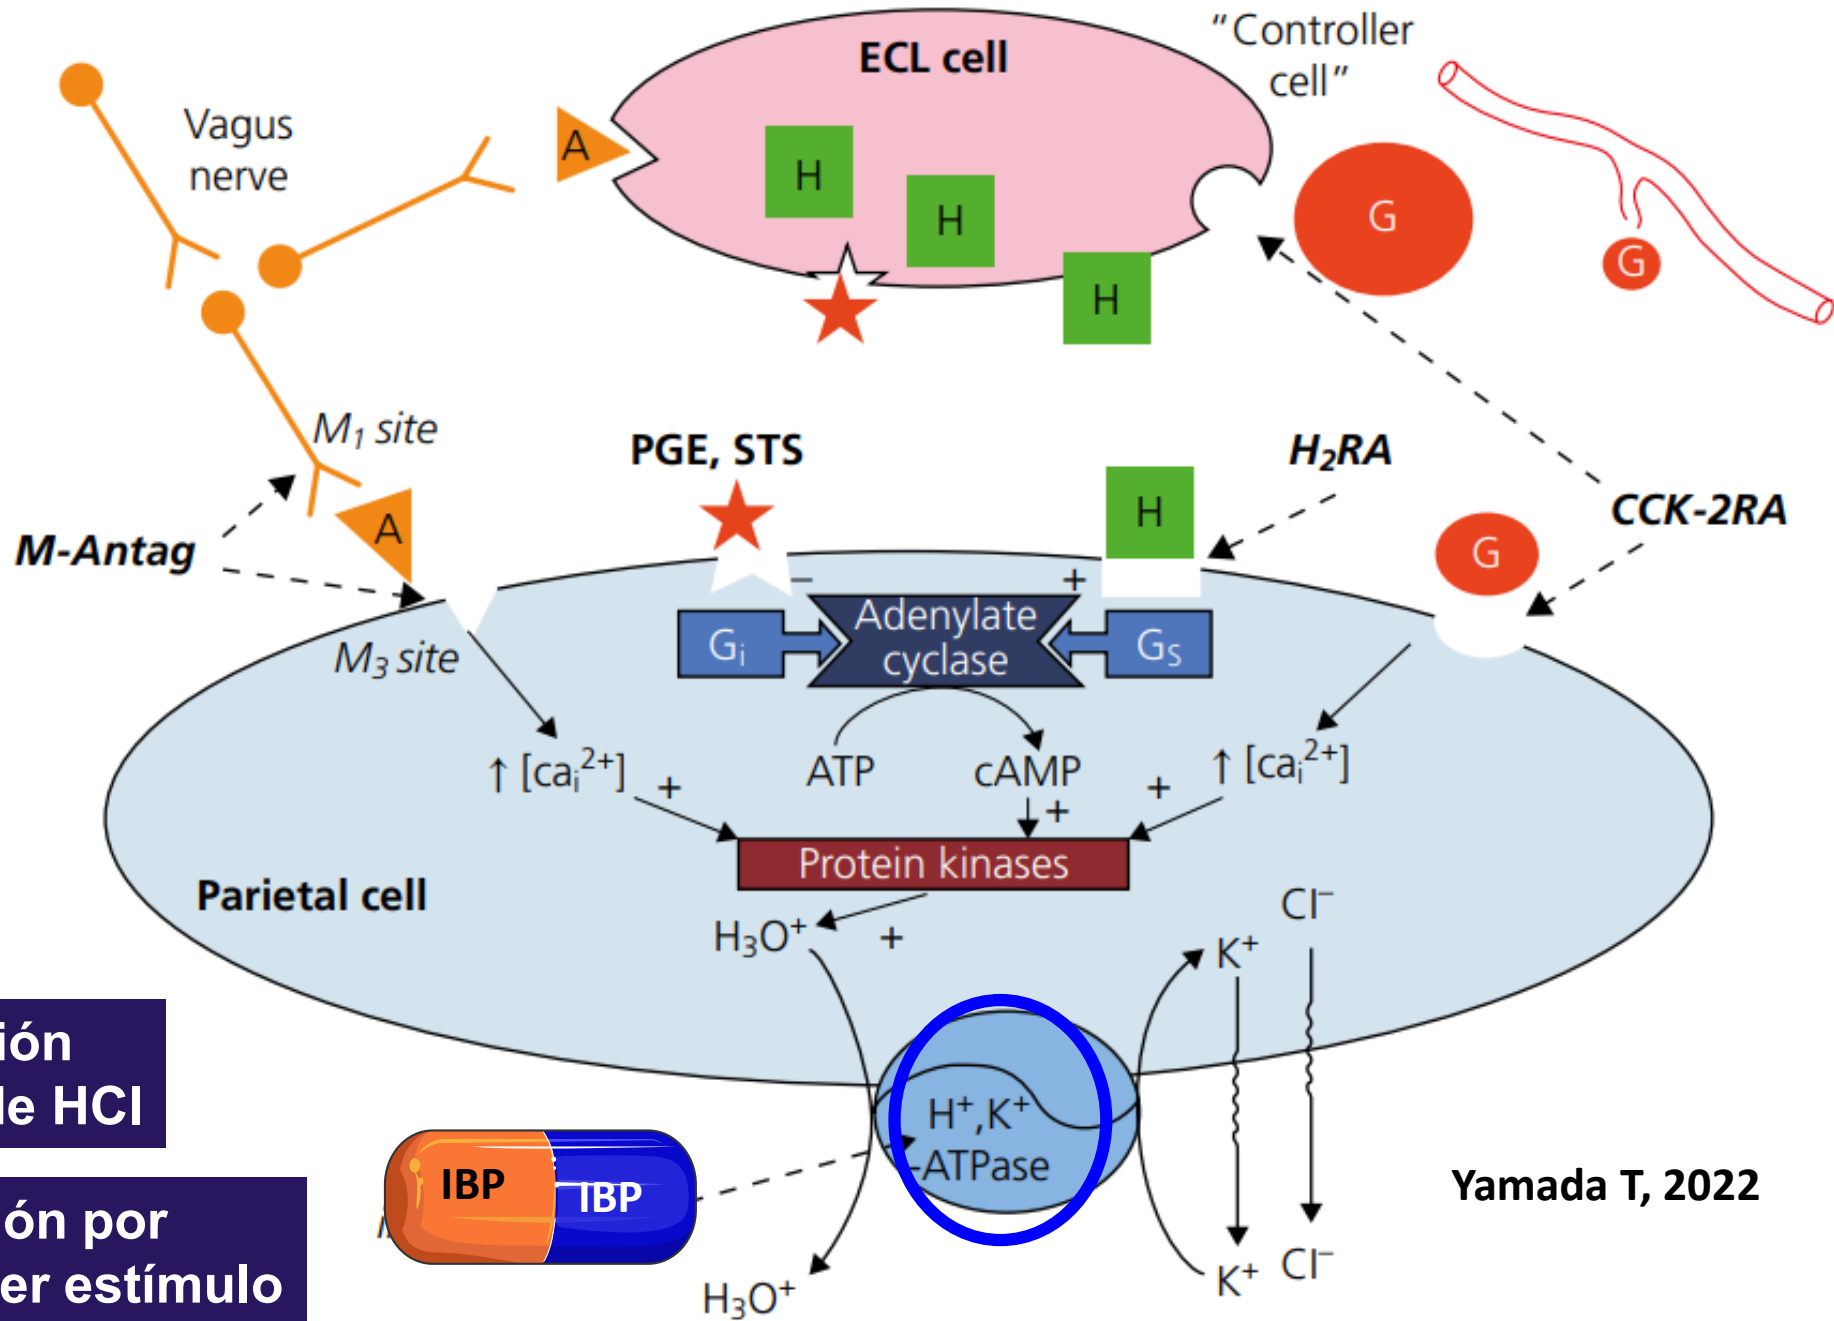 "Controller
cell"
ECL cell
Vagus
nerve
A
H
H
H
G
G
M₁ site
PGE, STS
H₂RA
CCK-2RA
M-Antag
A
H
G
M₃ site
–
+
Gᵢ
Adenylate
cyclase
Gₛ
↑ [caᵢ²⁺]
+
ATP
cAMP
+
+
↑ [caᵢ²⁺]
Protein kinases
Parietal cell
H₃O⁺
+
K⁺
Cl⁻
ión
le HCl
H⁺,K⁺
-ATPase
IBP
IBP
Yamada T, 2022
ón por
er estímulo
H₃O⁺
K⁺
Cl⁻